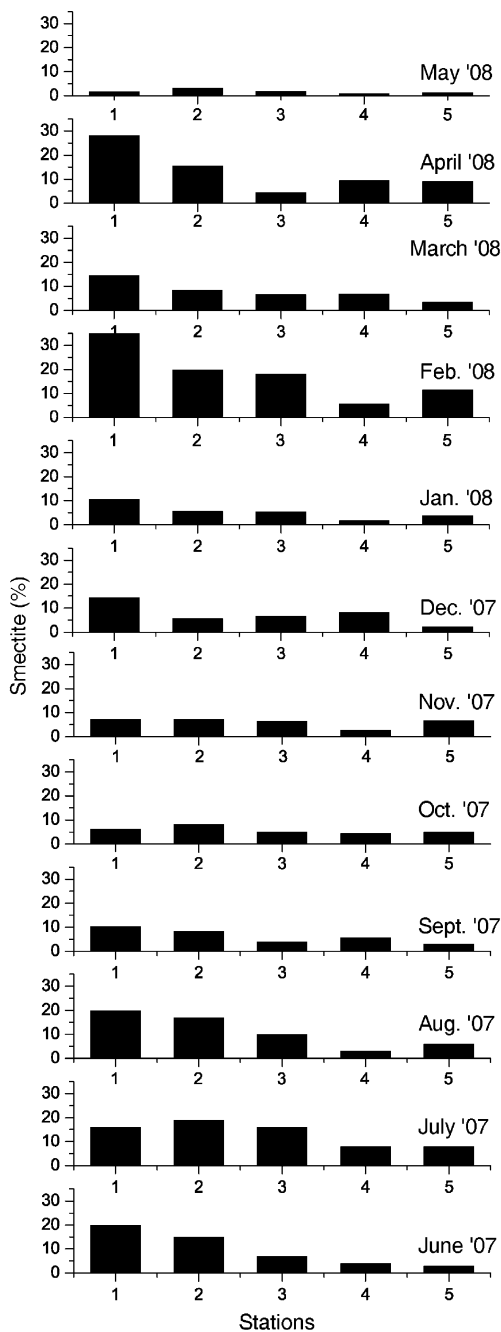 30
20
10
0
May '08
1 2 3 4 5
30
20
10
0
April '08
1 2 3 4 5
30
20
10
0
March '08
1 2 3 4 5
30
20
10
0
Feb. '08
1 2 3 4 5
30
20
10
0
Jan. '08
1 2 3 4 5
30
20
10
0
Dec. '07
1 2 3 4 5
30
20
10
0
Nov. '07
1 2 3 4 5
30
20
10
0
Oct. '07
1 2 3 4 5
30
20
10
0
Sept. '07
1 2 3 4 5
30
20
10
0
Aug. '07
1 2 3 4 5
30
20
10
0
July '07
1 2 3 4 5
30
20
10
0
June '07
1 2 3 4 5
Smectite (%)
Stations